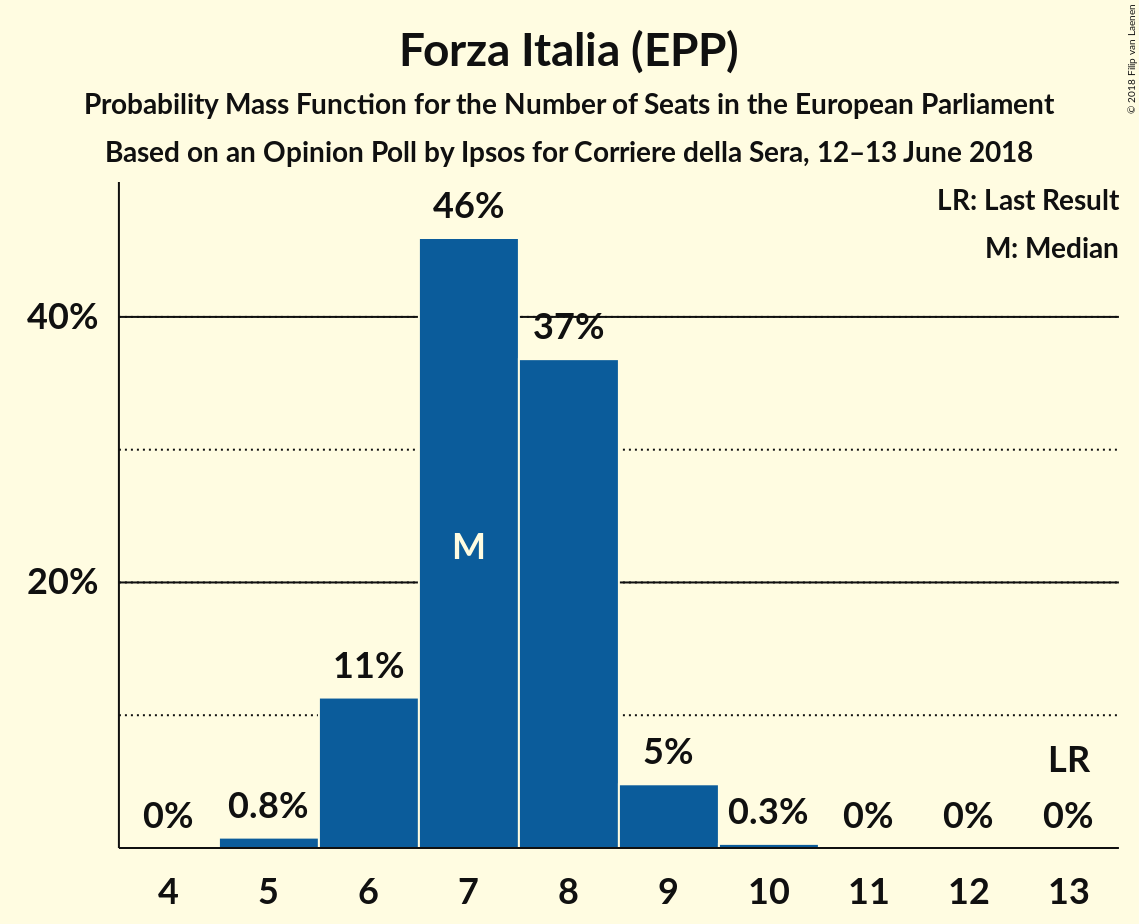 Forza Italia (EPP)
Probability Mass Function for the Number of Seats in the European Parliament
Based on an Opinion Poll by Ipsos for Corriere della Sera, 12–13 June 2018
© 2018 Filip van Laenen
LR: Last Result
M: Median
46%
40%
37%
M
20%
11%
5%
LR
0%
0.8%
0.3%
0%
0%
0%
4 5 6 7 8 9 10 11 12 13